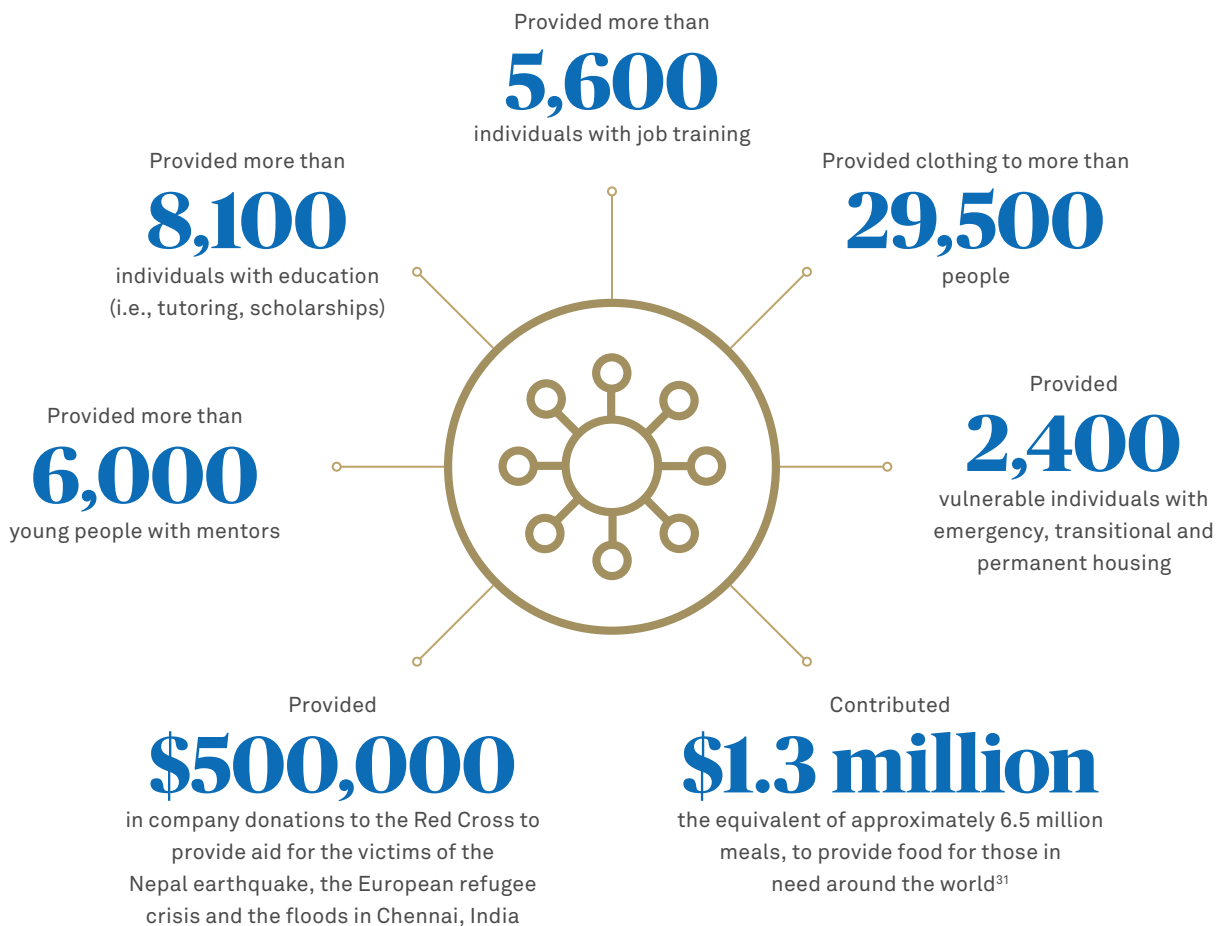 Provided more than
5,600
individuals with job training
Provided more than
8,100
individuals with education
(i.e., tutoring, scholarships)
Provided clothing to more than
29,500
people
Provided more than
6,000
young people with mentors
Provided
2,400
vulnerable individuals with
emergency, transitional and
permanent housing
Provided
$500,000
in company donations to the Red Cross to
provide aid for the victims of the
Nepal earthquake, the European refugee
crisis and the floods in Chennai, India
Contributed
$1.3 million
the equivalent of approximately 6.5 million
meals, to provide food for those in
need around the world³¹